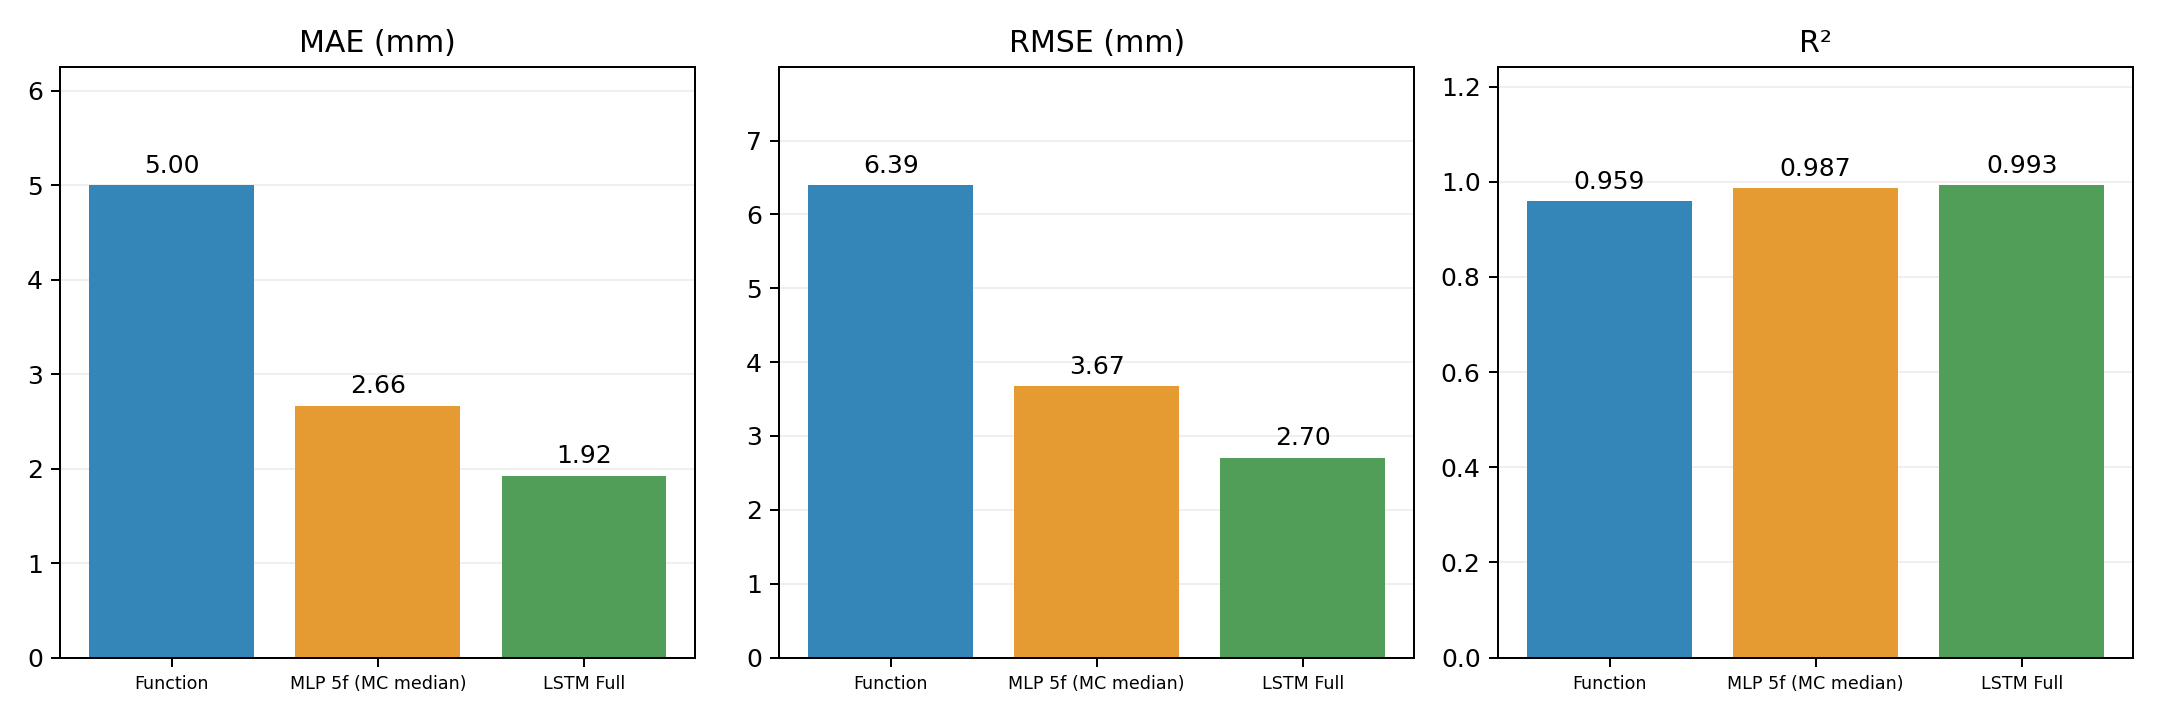 MAE (mm)
6
5
4
3
2
1
0
5.00
2.66
1.92
Function
MLP 5f (MC median)
LSTM Full
RMSE (mm)
7
6
5
4
3
2
1
0
6.39
3.67
2.70
Function
MLP 5f (MC median)
LSTM Full
R²
1.2
1.0
0.8
0.6
0.4
0.2
0.0
0.959
0.987
0.993
Function
MLP 5f (MC median)
LSTM Full